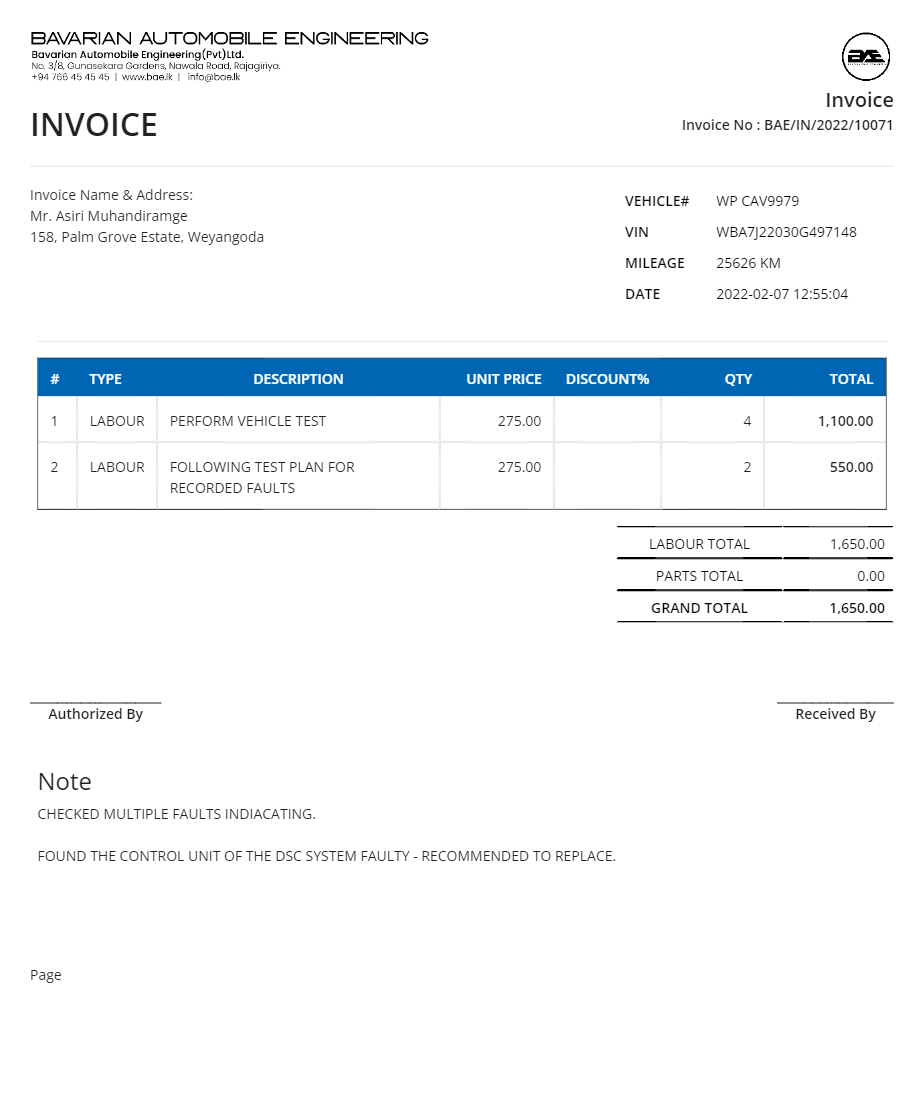 BAVARIAN AUTOMOBILE ENGINEERING
Bavarian Automobile Engineering(Pvt)Ltd.
No. 3/8, Gunasekara Gardens, Nawala Road, Rajagiriya.
+94 766 45 45 45 | www.bae.lk | info@bae.lk
BAE
Invoice
INVOICE
Invoice No : BAE/IN/2022/10071
Invoice Name & Address:
Mr. Asiri Muhandiramge
158, Palm Grove Estate, Weyangoda
VEHICLE# WP CAV9979
VIN WBA7J22030G497148
MILEAGE 25626 KM
DATE 2022-02-07 12:55:04
# TYPE DESCRIPTION UNIT PRICE DISCOUNT% QTY TOTAL
1 LABOUR PERFORM VEHICLE TEST 275.00 4 1,100.00
2 LABOUR FOLLOWING TEST PLAN FOR 275.00 2 550.00
RECORDED FAULTS
LABOUR TOTAL 1,650.00
PARTS TOTAL 0.00
GRAND TOTAL 1,650.00
Authorized By Received By
Note
CHECKED MULTIPLE FAULTS INDIACATING.
FOUND THE CONTROL UNIT OF THE DSC SYSTEM FAULTY - RECOMMENDED TO REPLACE.
Page